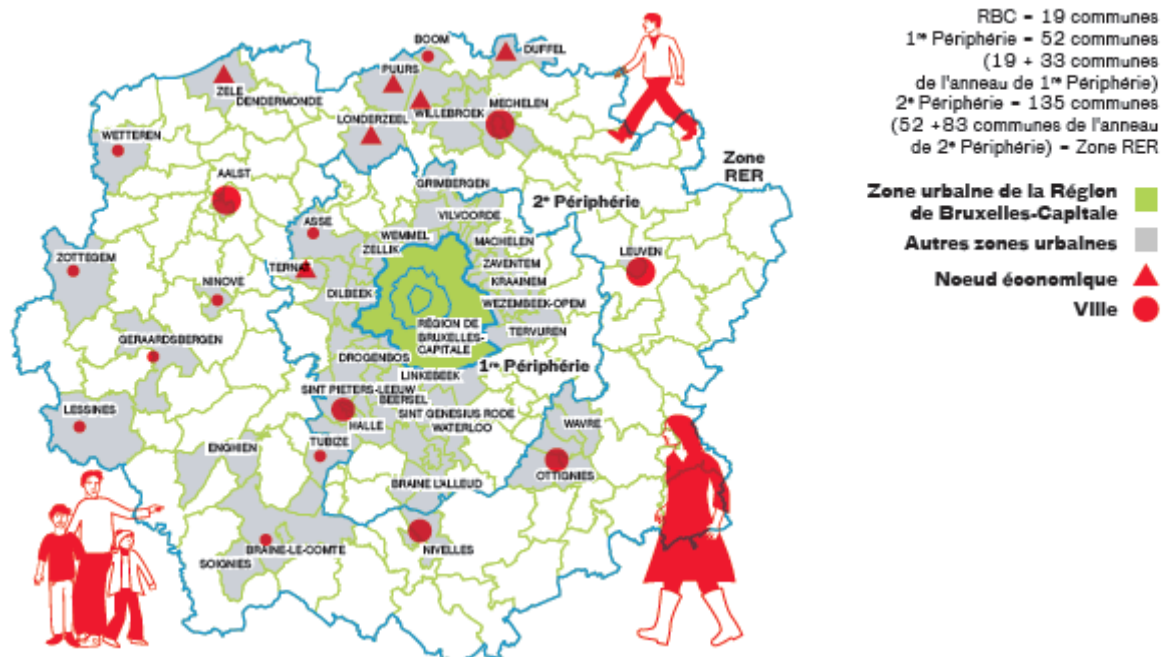 RBC = 19 communes
1re Périphérie = 52 communes
(19 + 33 communes
de l'anneau de 1re Périphérie)
2e Périphérie = 135 communes
(52 +83 communes de l'anneau
de 2e Périphérie) = Zone RER
Zone urbaine de la Région
de Bruxelles-Capitale
Autres zones urbaines
Noeud économique
Ville
BOOM
DUFFEL
PUURS
ZELE
DENDERMONDE
WILLEBROEK
MECHELEN
LONDERZEEL
WETTEREN
Zone
RER
AALST
GRIMBERGEN
2e Périphérie
ASSE
VILVOORDE
WEMMEL
ZELLIK
MACHELEN
LEUVEN
ZOTTEGEM
TERNAT
ZAVENTEM
NINOVE
KRAAINEM
DILBEEK
WEZEMBEEK-OPEM
RÉGION DE
BRUXELLES-
CAPITALE
TERVUREN
GERAARDSBERGEN
DROGENBOS
1re Périphérie
LINKEBEEK
SINT PIETERS-LEEUW
BEERSEL
LESSINES
SINT GENESIUS RODE
HALLE
WATERLOO
WAVRE
ENGHIEN
TUBIZE
OTTIGNIES
BRAINE L'ALLEUD
BRAINE-LE-COMTE
NIVELLES
SOIGNIES